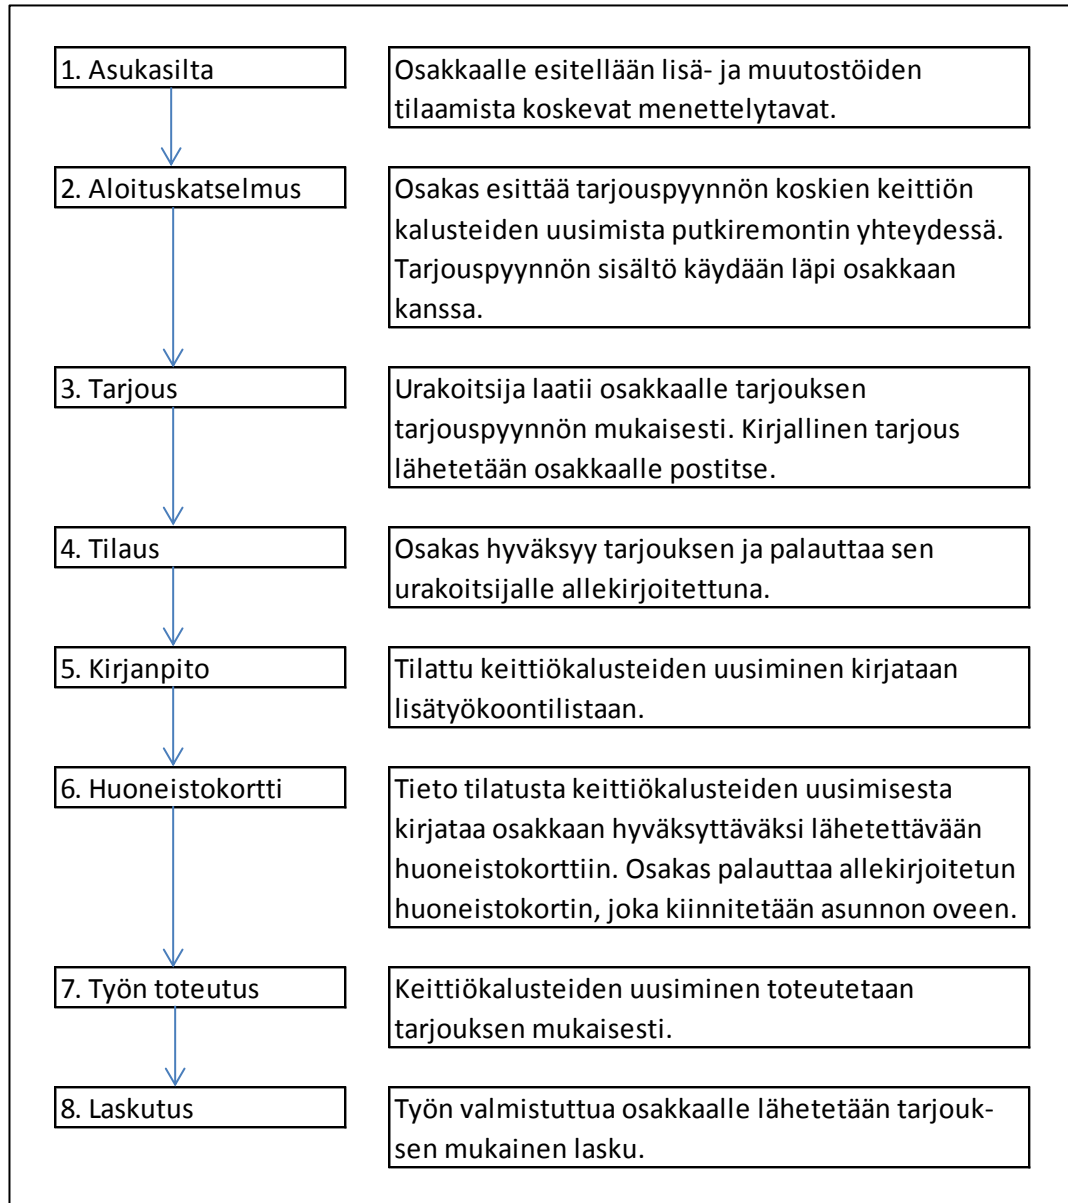 1. Asukasilta
Osakkaalle esitellään lisä- ja muutostöiden
tilaamista koskevat menettelytavat.
2. Aloituskatselmus
Osakas esittää tarjouspyynnön koskien keittiön
kalusteiden uusimista putkiremontin yhteydessä.
Tarjouspyynnön sisältö käydään läpi osakkaan
kanssa.
3. Tarjous
Urakoitsija laatii osakkaalle tarjouksen
tarjouspyynnön mukaisesti. Kirjallinen tarjous
lähetetään osakkaalle postitse.
4. Tilaus
Osakas hyväksyy tarjouksen ja palauttaa sen
urakoitsijalle allekirjoitettuna.
5. Kirjanpito
Tilattu keittiökalusteiden uusiminen kirjataan
lisätyökoontilistaan.
6. Huoneistokortti
Tieto tilatusta keittiökalusteiden uusimisesta
kirjataa osakkaan hyväksyttäväksi lähetettävään
huoneistokorttiin. Osakas palauttaa allekirjoitetun
huoneistokortin, joka kiinnitetään asunnon oveen.
7. Työn toteutus
Keittiökalusteiden uusiminen toteutetaan
tarjouksen mukaisesti.
8. Laskutus
Työn valmistuttua osakkaalle lähetetään tarjouk-
sen mukainen lasku.